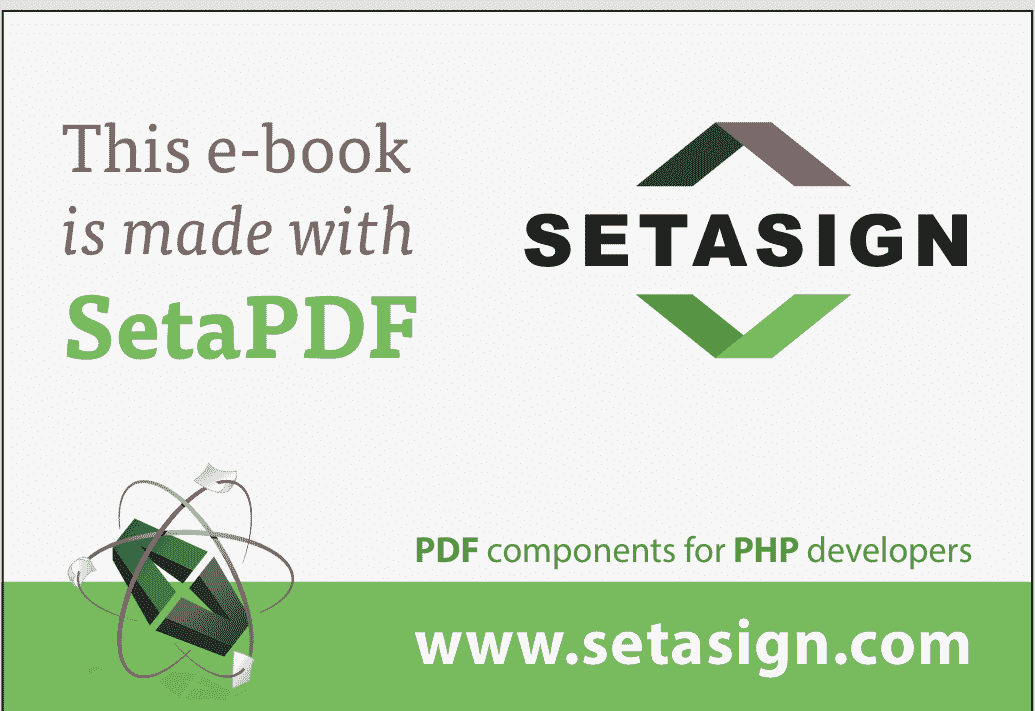 This e-book
is made with
SetaPDF
SETASIGN
PDF components for PHP developers
www.setasign.com